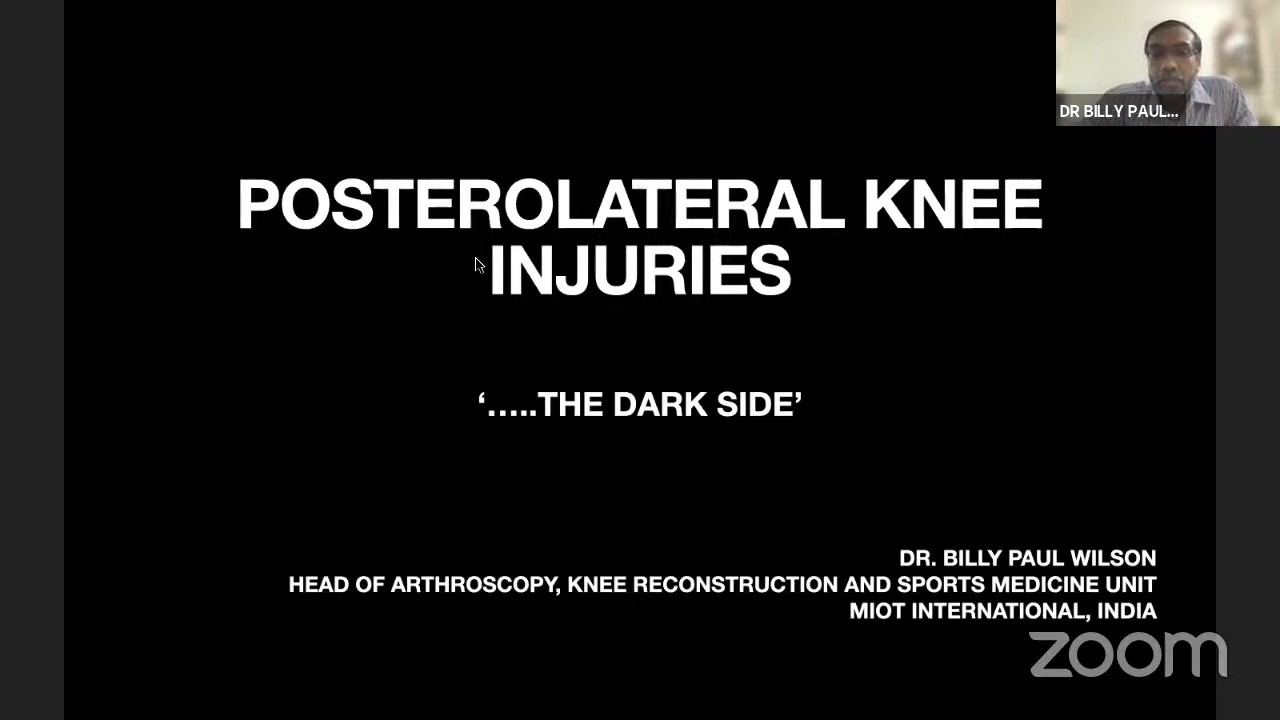 DR BILLY PAUL...
POSTEROLATERAL KNEE
INJURIES
‘.....THE DARK SIDE’
DR. BILLY PAUL WILSON
HEAD OF ARTHROSCOPY, KNEE RECONSTRUCTION AND SPORTS MEDICINE UNIT
MIOT INTERNATIONAL, INDIA
zoom